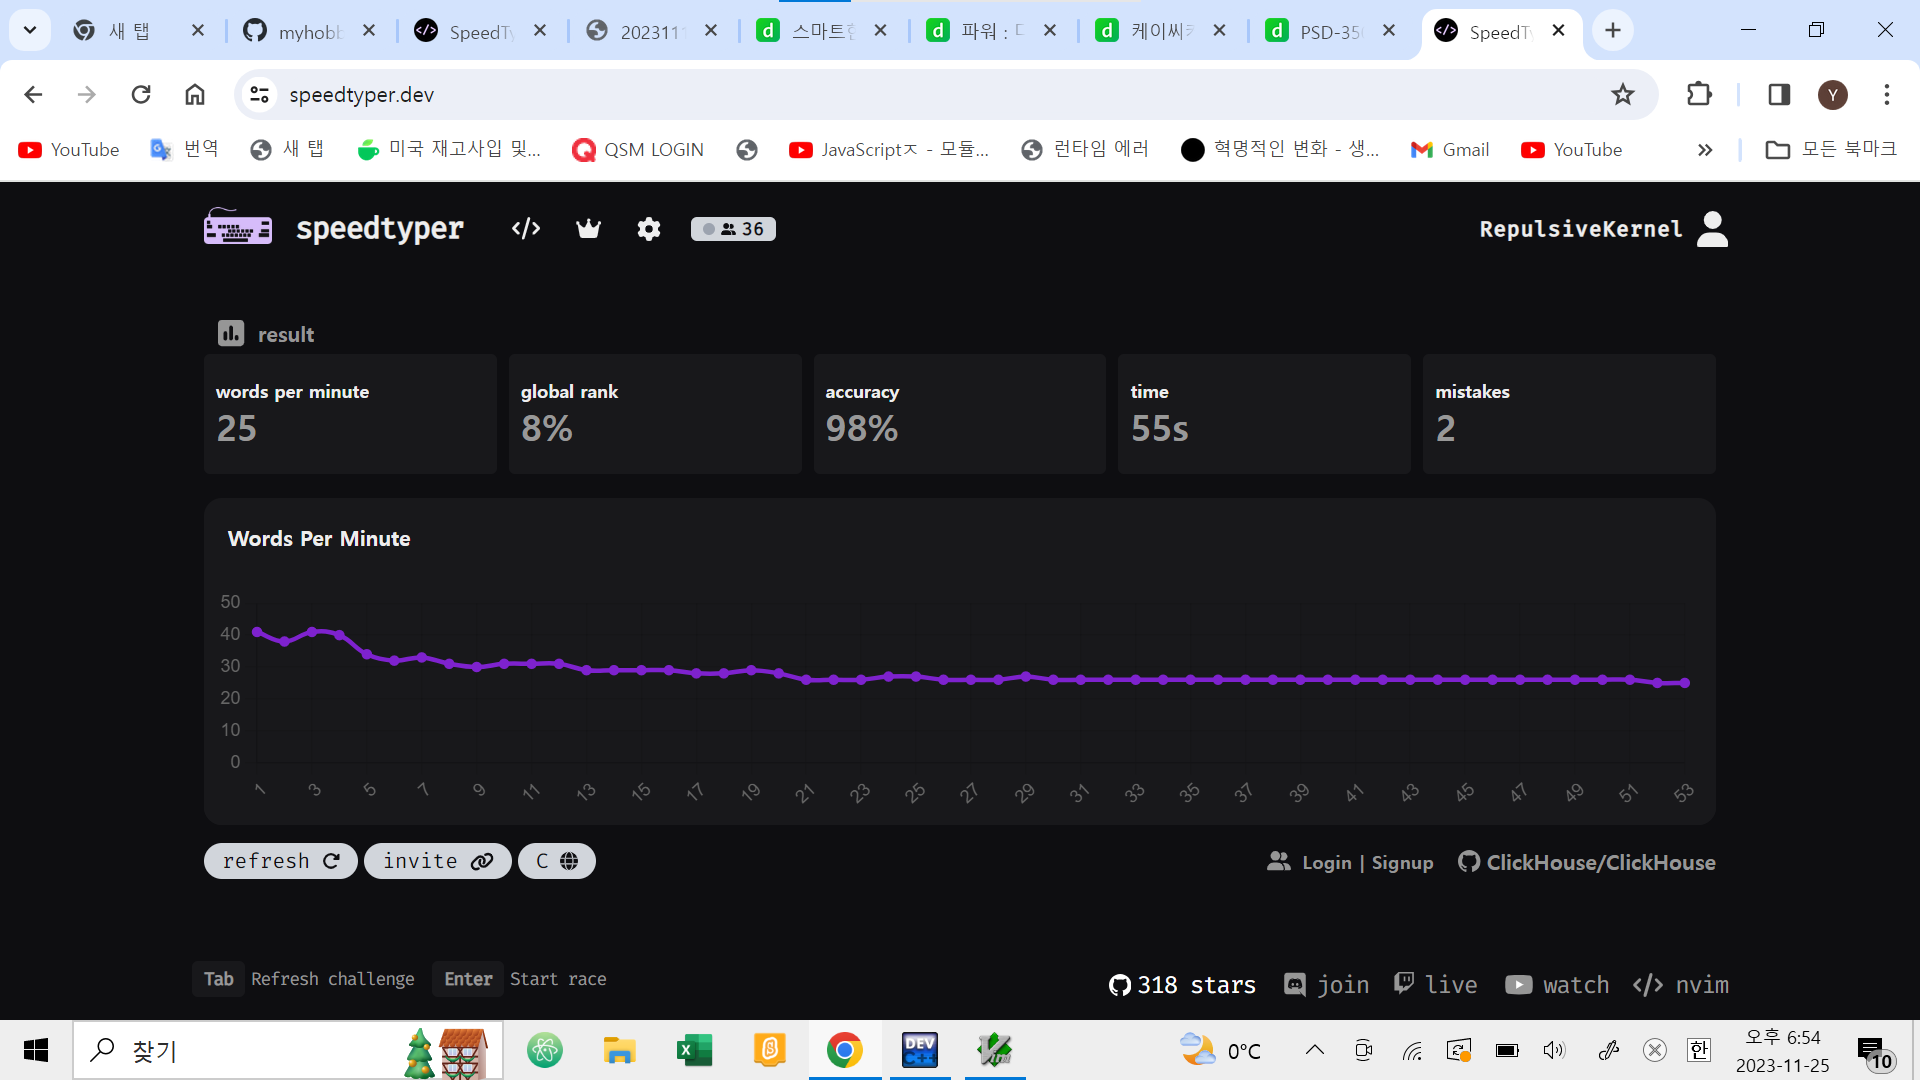 새 탭
myhobb
SpeedTy
2023111
스마트한
파워 :
케이씨
PSD-35
SpeedTy
speedtyper.dev
Y
YouTube
번역
새 탭
미국 재고사입 및...
QSM LOGIN
JavaScriptㅈ - 모듈...
런타임 에러
혁명적인 변화 - 생...
Gmail
YouTube
모든 북마크
speedtyper
36
RepulsiveKernel
result
words per minute
25
global rank
8%
accuracy
98%
time
55s
mistakes
2
Words Per Minute
50
40
30
20
10
0
1 3 5 7 9 11 13 15 17 19 21 23 25 27 29 31 33 35 37 39 41 43 45 47 49 51 53
refresh
invite
C
Login | Signup
ClickHouse/ClickHouse
Tab Refresh challenge
Enter Start race
318 stars
join
live
watch
nvim
찾기
DEV
C++
Vim
0°C
한
오후 6:54
2023-11-25
10